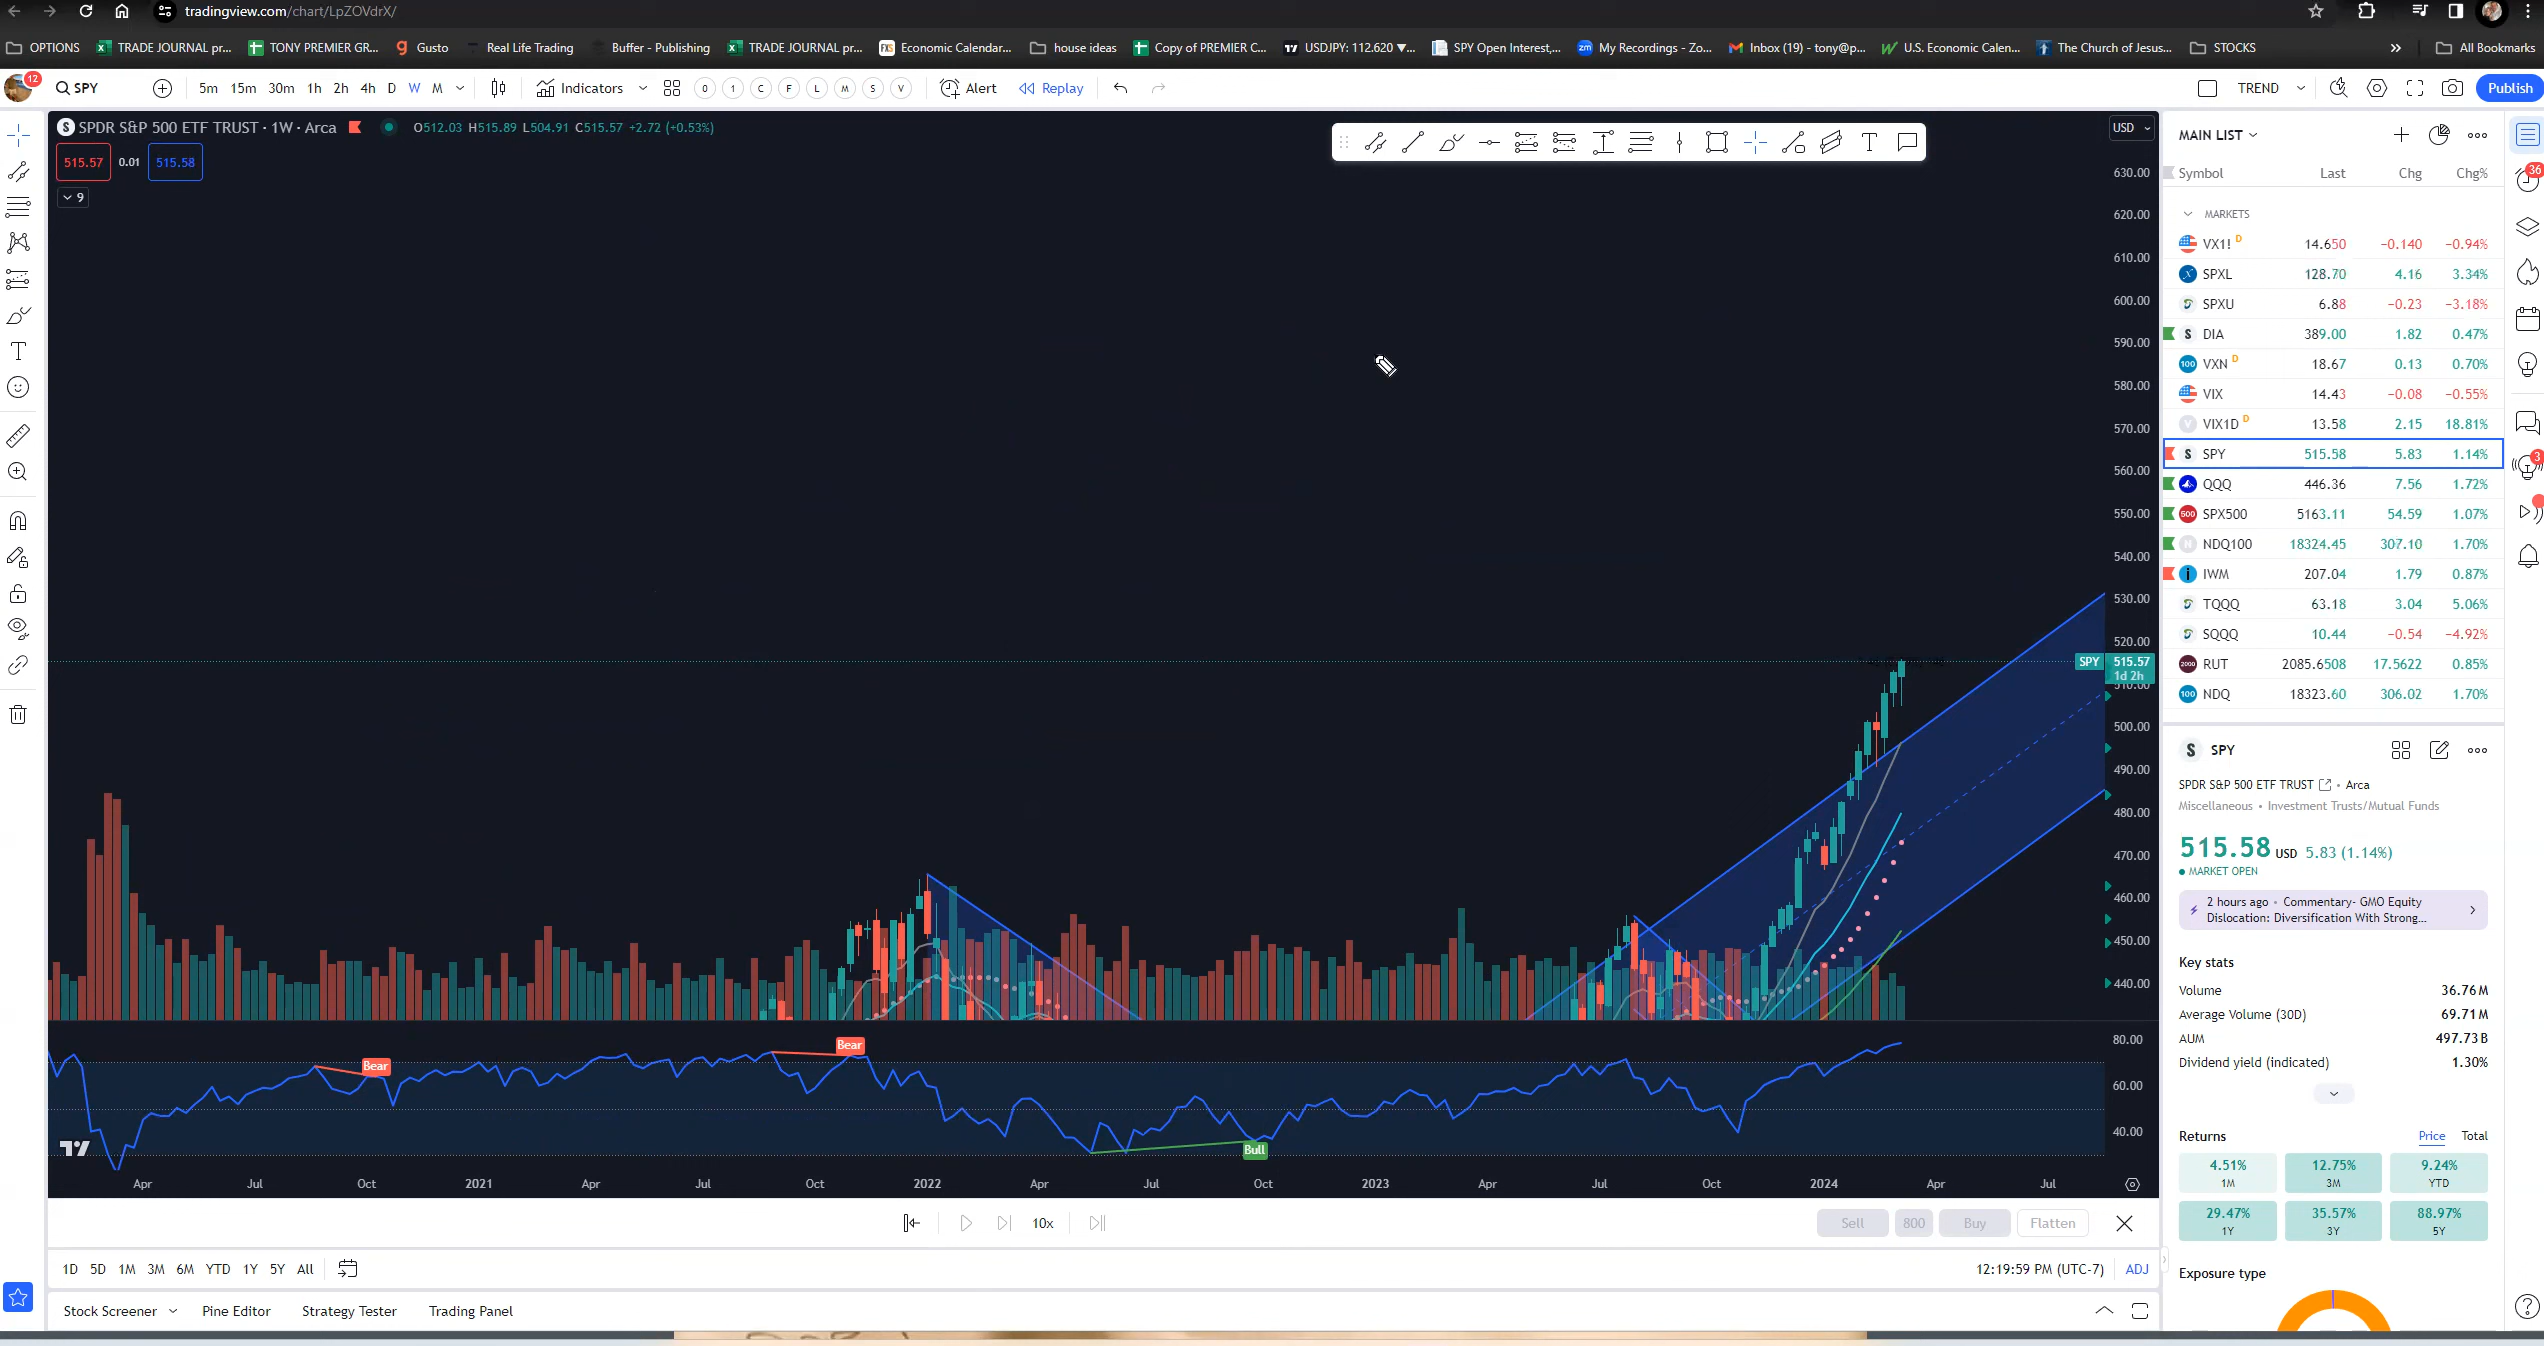 tradingview.com/chart/LpZOVdrX/
OPTIONS TRADE JOURNAL pr... TONY PREMIER GR... Gusto Real Life Trading Buffer - Publishing TRADE JOURNAL pr... Economic Calendar... house ideas Copy of PREMIER C... USDJPY: 112.620 ▼... SPY Open Interest,... My Recordings - Zo... Inbox (19) - tony@p... U.S. Economic Calen... The Church of Jesus... STOCKS » All Bookmarks
12 SPY 5m 15m 30m 1h 2h 4h D W M Indicators 0 1 C F L M S V Alert Replay TREND Publish
SPDR S&P 500 ETF TRUST · 1W · Arca O512.03 H515.89 L504.91 C515.57 +2.72 (+0.53%)
515.57 0.01 515.58
9
USD
630.00
620.00
610.00
600.00
590.00
580.00
570.00
560.00
550.00
540.00
530.00
520.00
SPY 515.57
1d 2h
510.00
500.00
490.00
480.00
470.00
460.00
450.00
440.00
80.00
60.00
40.00
Bear
Bear
Bull
Apr Jul Oct 2021 Apr Jul Oct 2022 Apr Jul Oct 2023 Apr Jul Oct 2024 Apr Jul
10x Sell 800 Buy Flatten
1D 5D 1M 3M 6M YTD 1Y 5Y All 12:19:59 PM (UTC-7) ADJ
Stock Screener Pine Editor Strategy Tester Trading Panel
MAIN LIST
Symbol Last Chg Chg%
MARKETS
VX1! D 14.650 −0.140 −0.94%
SPXL 128.70 4.16 3.34%
SPXU 6.88 −0.23 −3.18%
DIA 389.00 1.82 0.47%
VXN D 18.67 0.13 0.70%
VIX 14.43 −0.08 −0.55%
VIX1D D 13.58 2.15 18.81%
SPY 515.58 5.83 1.14%
QQQ 446.36 7.56 1.72%
SPX500 5163.11 54.59 1.07%
NDQ100 18324.45 307.10 1.70%
IWM 207.04 1.79 0.87%
TQQQ 63.18 3.04 5.06%
SQQQ 10.44 −0.54 −4.92%
RUT 2085.6508 17.5622 0.85%
NDQ 18323.60 306.02 1.70%
SPY
SPDR S&P 500 ETF TRUST • Arca
Miscellaneous • Investment Trusts/Mutual Funds
515.58 USD 5.83 (1.14%)
MARKET OPEN
2 hours ago • Commentary- GMO Equity
Dislocation: Diversification With Strong...
Key stats
Volume 36.76M
Average Volume (30D) 69.71M
AUM 497.73B
Dividend yield (indicated) 1.30%
Returns Price Total
4.51% 12.75% 9.24%
1M 3M YTD
29.47% 35.57% 88.97%
1Y 3Y 5Y
Exposure type
36
3